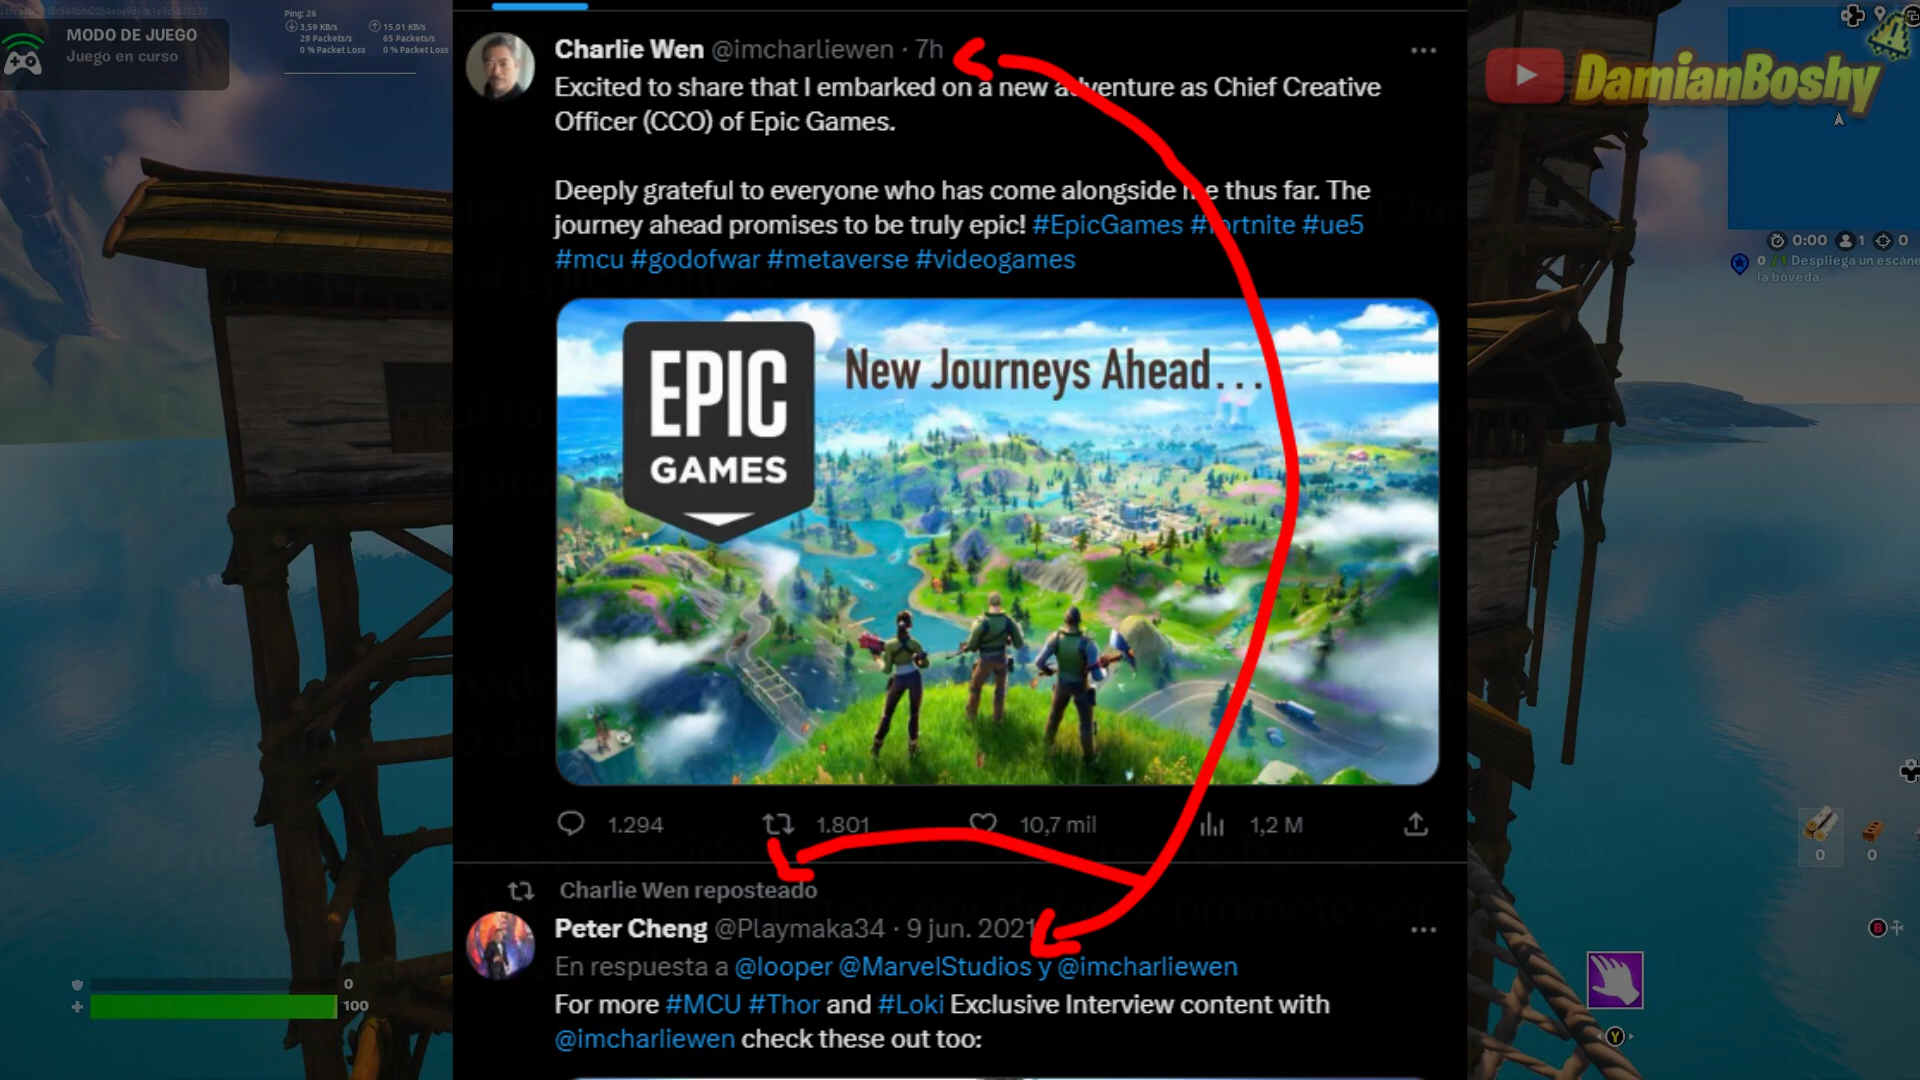 MODO DE JUEGO
Juego en curso
Ping: 26
3,59 KB/s
15,01 KB/s
29 Packets/s
65 Packets/s
0 % Packet Loss
0 % Packet Loss
Charlie Wen @imcharliewen · 7h
Excited to share that I embarked on a new adventure as Chief Creative
Officer (CCO) of Epic Games.
Deeply grateful to everyone who has come alongside me thus far. The
journey ahead promises to be truly epic! #EpicGames #fortnite #ue5
#mcu #godofwar #metaverse #videogames
EPIC
GAMES
New Journeys Ahead...
1.294
1.801
10,7 mil
1,2 M
Charlie Wen reposteado
Peter Cheng @Playmaka34 · 9 jun. 2021
En respuesta a @looper @MarvelStudios y @imcharliewen
For more #MCU #Thor and #Loki Exclusive Interview content with
@imcharliewen check these out too:
DamianBoshy
0:00
1
0
0 / 1 Despliega un escáne
la bóveda
0
0
B
Y
0
100